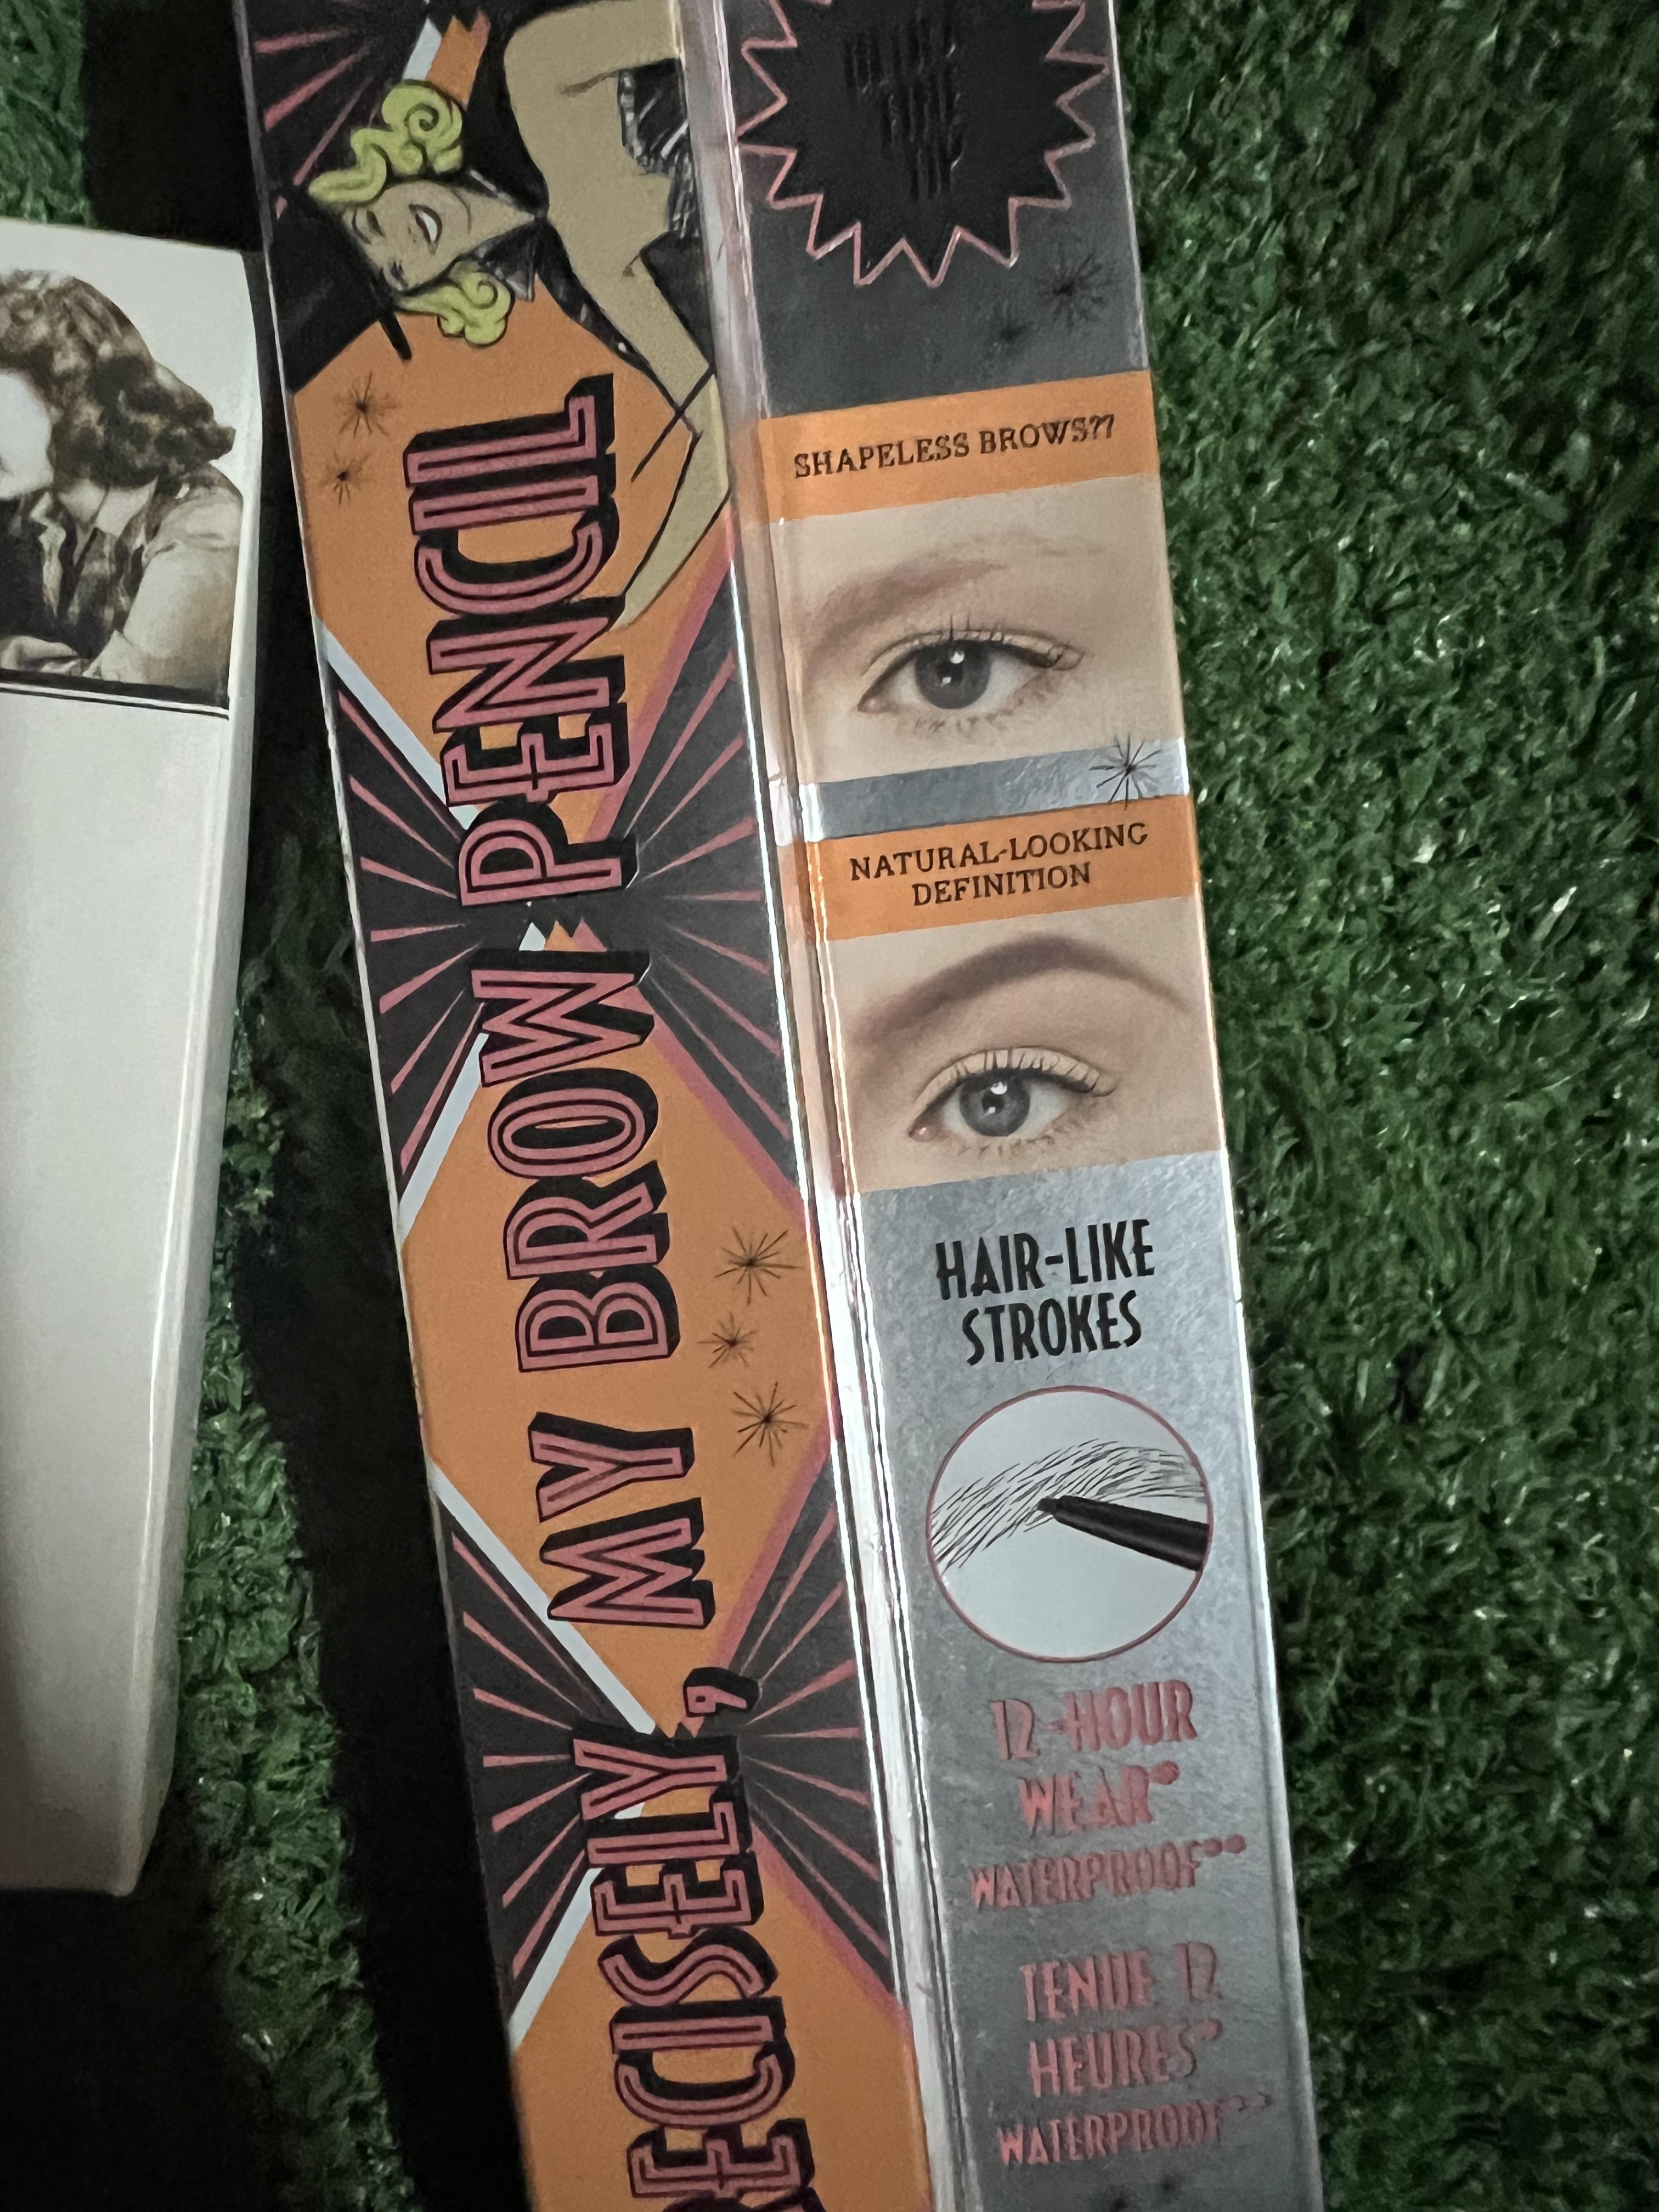 RECISELY, MY BROW PENCIL
SHAPELESS BROWS??
NATURAL-LOOKING
DEFINITION
HAIR-LIKE
STROKES
12-HOUR
WEAR*
WATERPROOF**
TENUE 12
HEURES*
WATERPROOF**